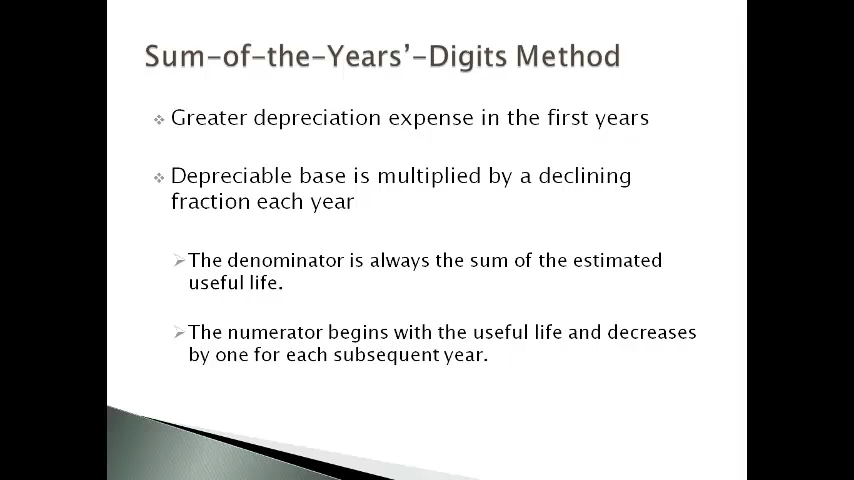 Sum-of-the-Years’-Digits Method
Greater depreciation expense in the first years
Depreciable base is multiplied by a declining
fraction each year
The denominator is always the sum of the estimated
useful life.
The numerator begins with the useful life and decreases
by one for each subsequent year.